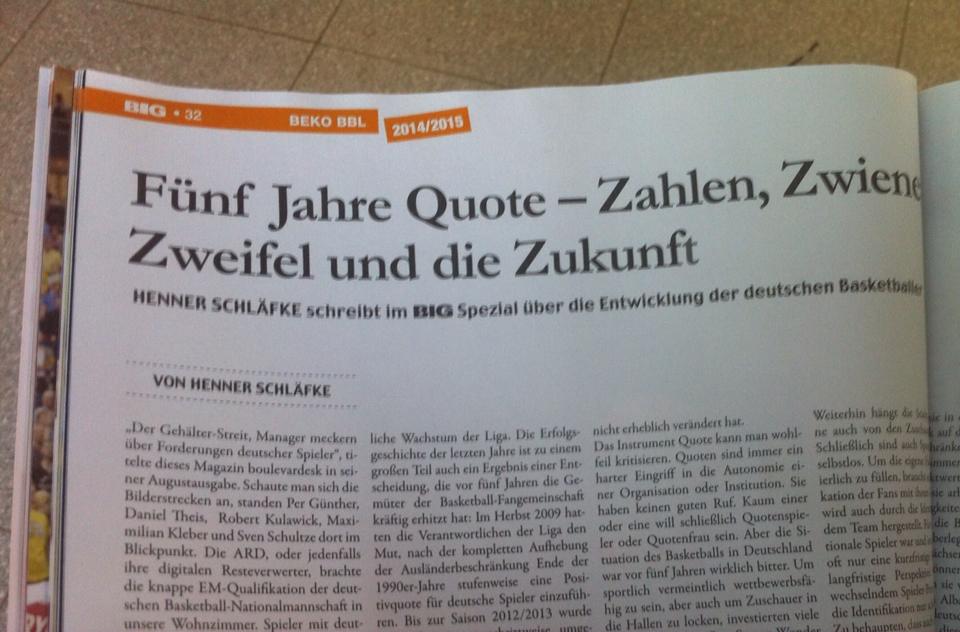 BIG • 32 BEKO BBL 2014/2015
Fünf Jahre Quote – Zahlen,
Zweifel und die Zukunft
HENNER SCHLÄFKE schreibt im BIG Spezial über die Entwicklung der deutschen
VON HENNER SCHLÄFKE
„Der Gehälter-Streit, Manager meckern
über Forderungen deutscher Spieler", ti-
telte dieses Magazin boulevardesk in sei-
ner Augustausgabe. Schaute man sich die
Bilderstrecken an, standen Per Günther,
Daniel Theis, Robert Kulawick, Maxi-
milian Kleber und Sven Schultze dort im
Blickpunkt. Die ARD, oder jedenfalls
ihre digitalen Resteverwerter, brachte
die knappe EM-Qualifikation der deut-
schen Basketball-Nationalmannschaft in
unsere Wohnzimmer. Spieler mit deut-
liche Wachstum der Liga. Die Erfolgs-
geschichte der letzten Jahre ist zu einem
großen Teil auch ein Ergebnis einer Ent-
scheidung, die vor fünf Jahren die Ge-
müter der Basketball-Fangemeinschaft
kräftig erhitzt hat: Im Herbst 2009 hat-
ten die Verantwortlichen der Liga den
Mut, nach der kompletten Aufhebung
der Ausländerbeschränkung Ende der
1990er-Jahre stufenweise eine Posi-
tivquote für deutsche Spieler einzufüh-
ren. Bis zur Saison 2012/2013 wurde
nicht erheblich verändert hat.
Das Instrument Quote kann man wohl-
feil kritisieren. Quoten sind immer ein
harter Eingriff in die Autonomie ei-
ner Organisation oder Institution. Sie
haben keinen guten Ruf. Kaum einer
oder eine will schließlich Quotenspie-
ler oder Quotenfrau sein. Aber die Si-
tuation des Basketballs in Deutschland
war vor fünf Jahren wirklich bitter. Um
sportlich vermeintlich wettbewerbsfä-
hig zu sein, aber auch um Zuschauer in
die Hallen zu locken, investierten viele
Weiterhin hängt die
ne auch von den
Schließlich sind auch
selbstlos. Um die
lierlich zu füllen,
kation der Fans mit
wird auch durch die
dem Team hergestellt.
tionale Spieler war
oft nur eine
langfristige
wechselndem
die Identifikation
Zu behaupten,